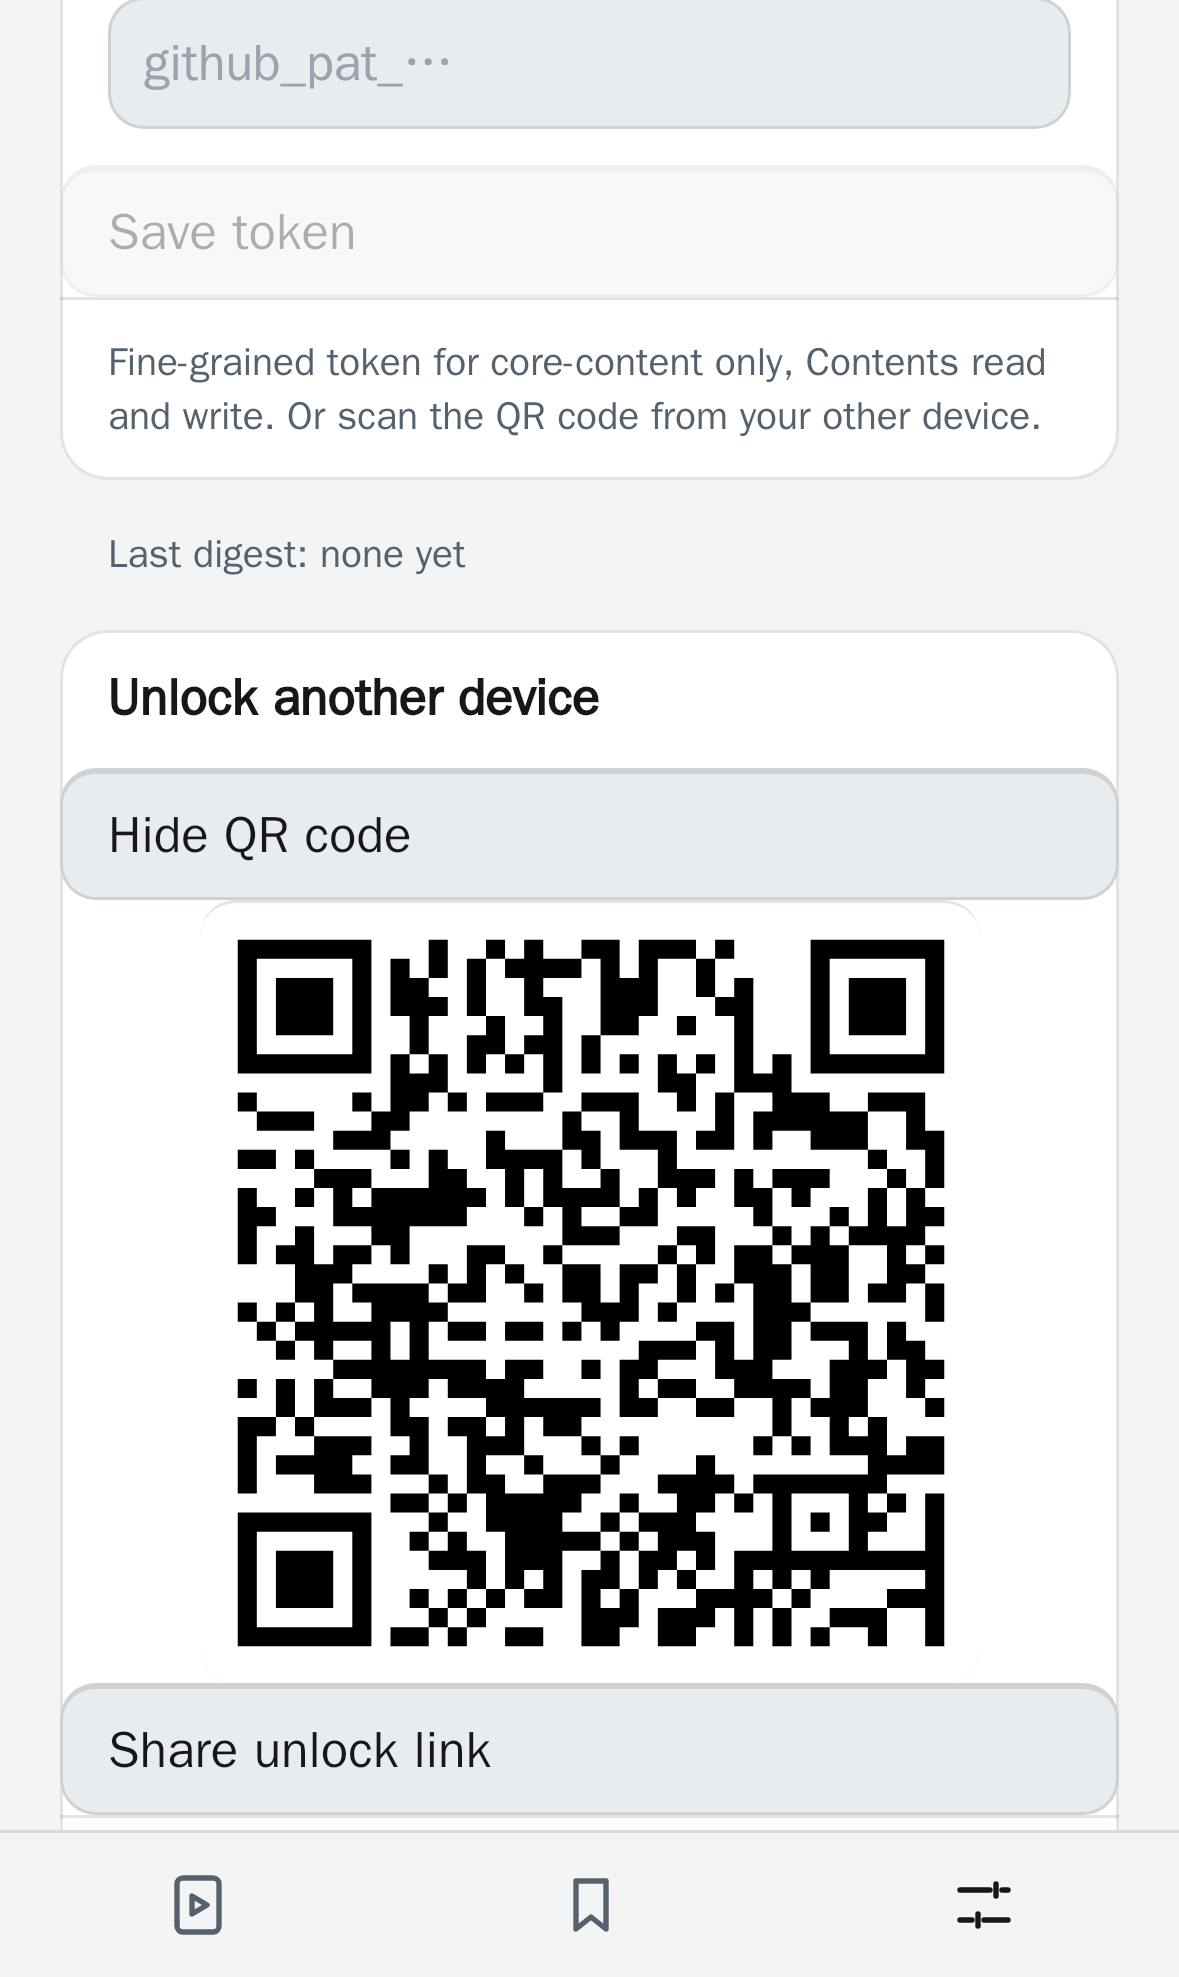 github_pat_···
Save token
Fine-grained token for core-content only, Contents read
and write. Or scan the QR code from your other device.
Last digest: none yet
Unlock another device
Hide QR code
Share unlock link